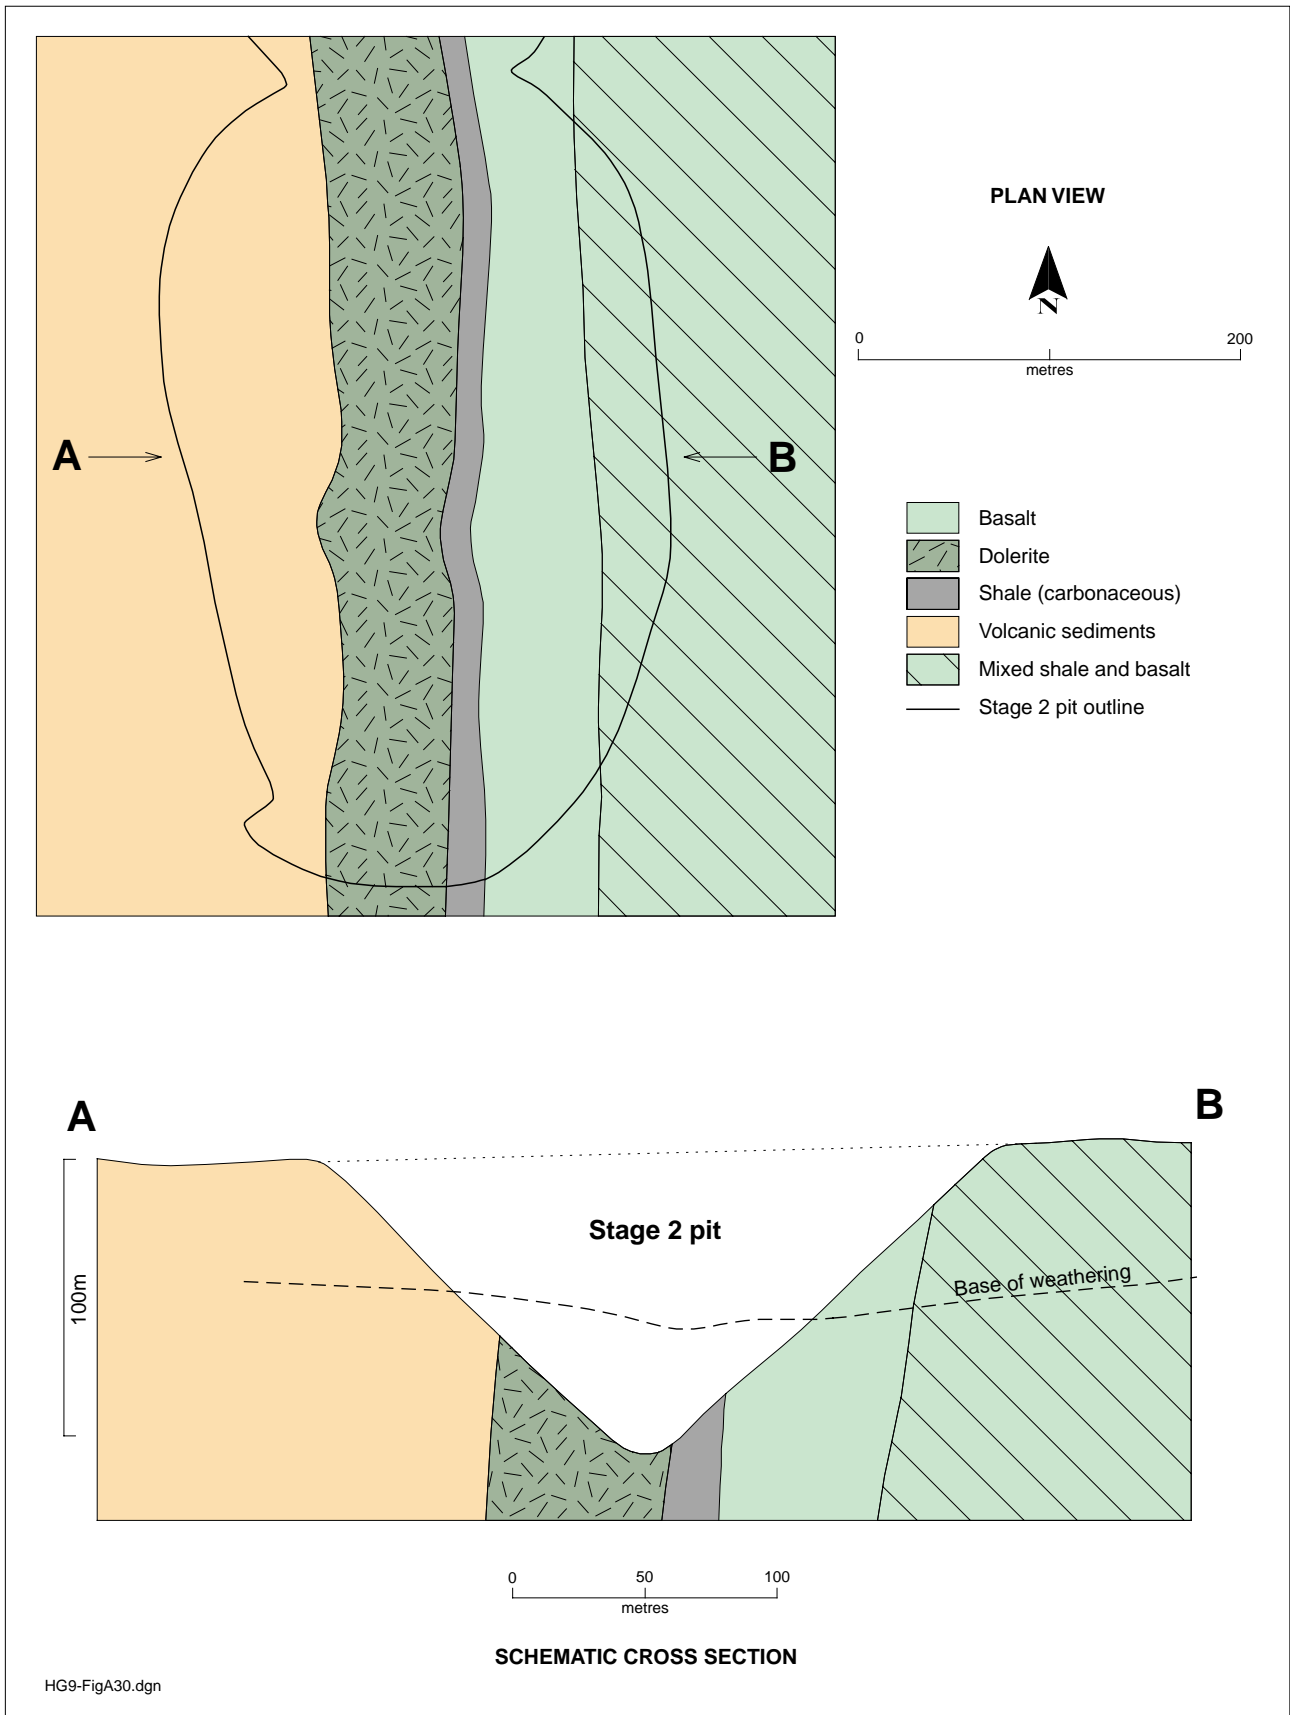 PLAN VIEW
N
0 200
metres
A B
Basalt
Dolerite
Shale (carbonaceous)
Volcanic sediments
Mixed shale and basalt
Stage 2 pit outline
A B
Stage 2 pit
Base of weathering
100m
0 50 100
metres
SCHEMATIC CROSS SECTION
HG9-FigA30.dgn